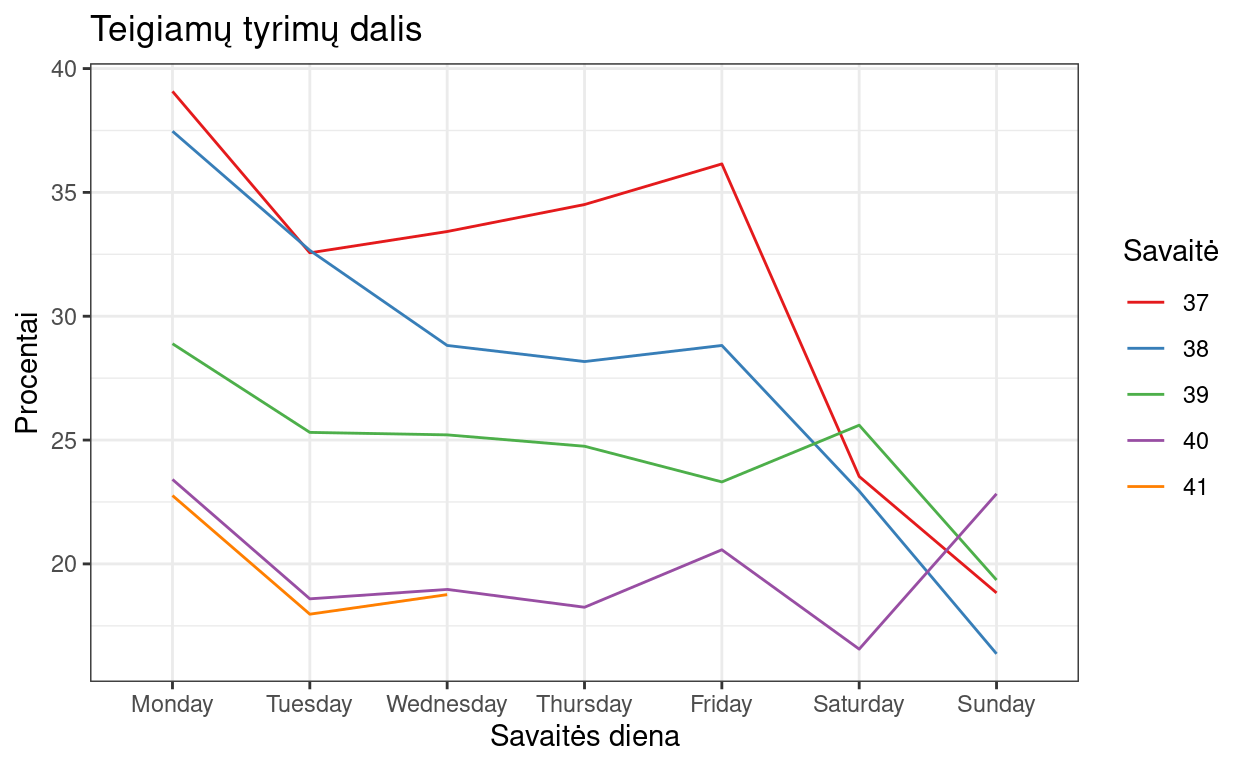 Teigiamų tyrimų dalis
Procentai
40
35
30
25
20
Monday Tuesday Wednesday Thursday Friday Saturday Sunday
Savaitės diena
Savaitė
37
38
39
40
41